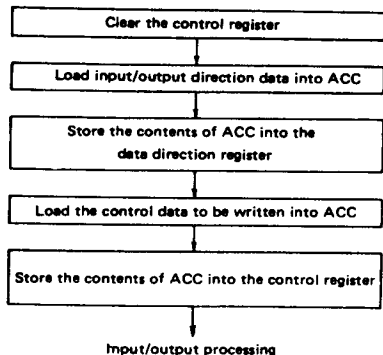 Clear the control register
Load input/output direction data into ACC
Store the contents of ACC into the
data direction register
Load the control data to be written into ACC
Store the contents of ACC into the control register
Input/output processing